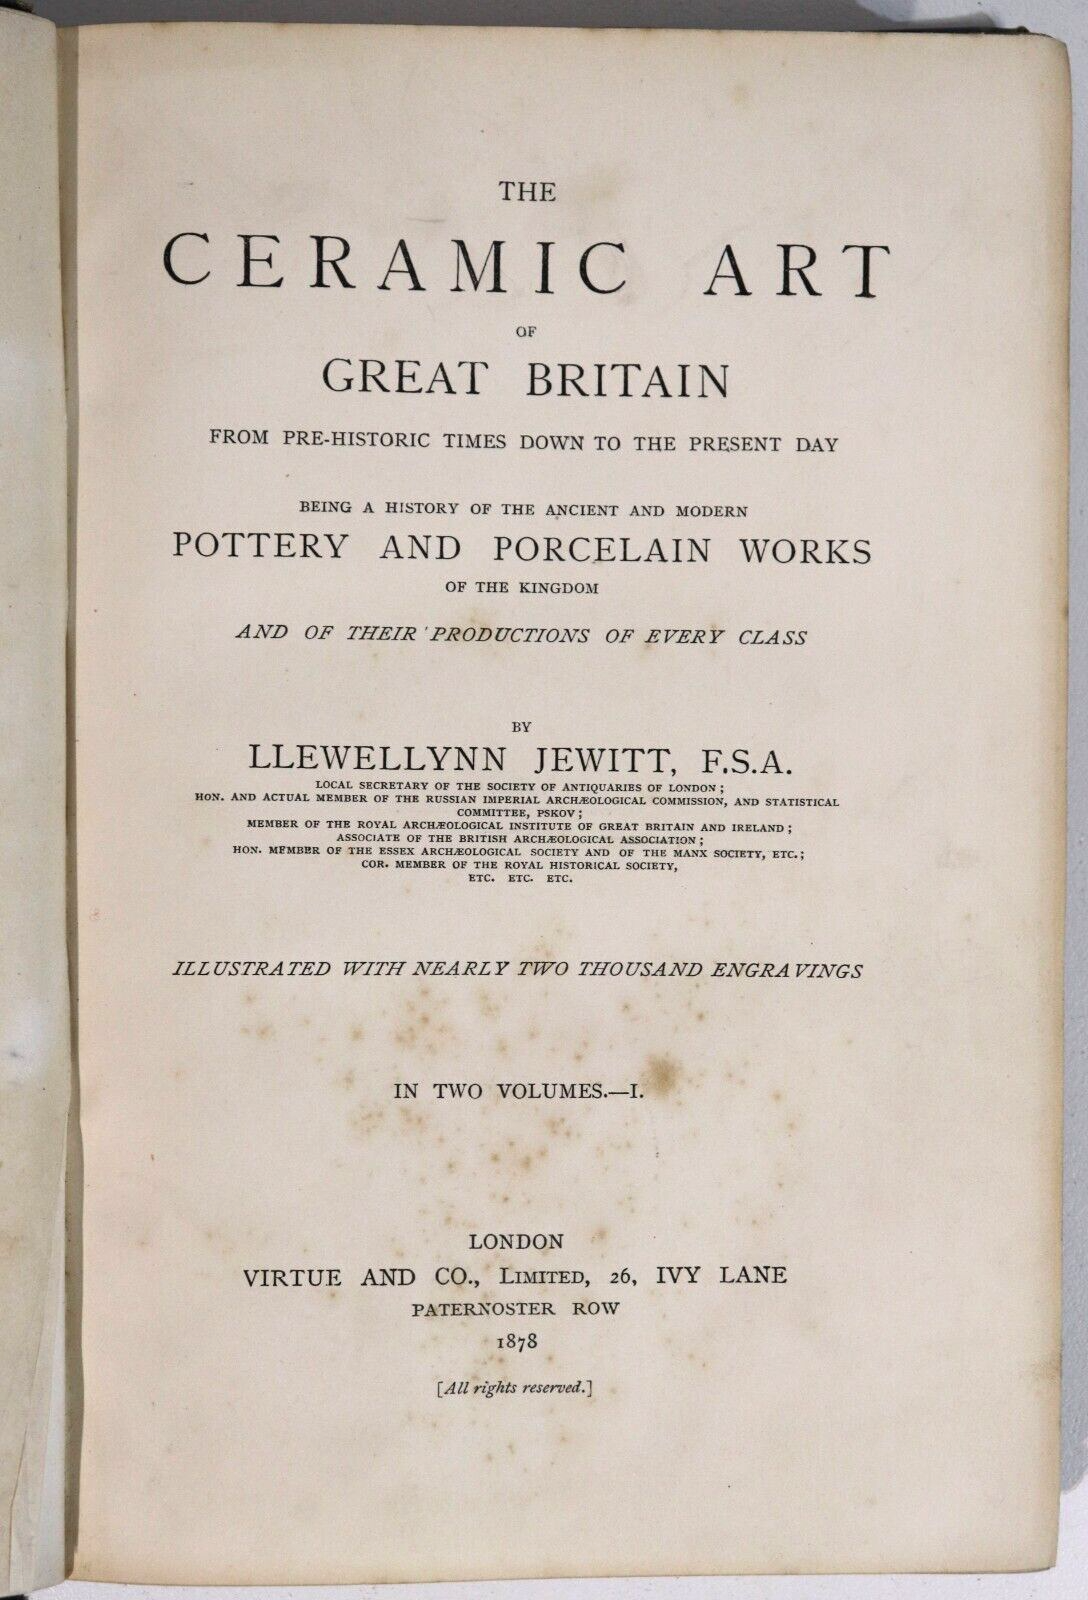 THE
CERAMIC ART
OF
GREAT BRITAIN
FROM PRE-HISTORIC TIMES DOWN TO THE PRESENT DAY
BEING A HISTORY OF THE ANCIENT AND MODERN
POTTERY AND PORCELAIN WORKS
OF THE KINGDOM
AND OF THEIR PRODUCTIONS OF EVERY CLASS
BY
LLEWELLYNN JEWITT, F.S.A.
LOCAL SECRETARY OF THE SOCIETY OF ANTIQUARIES OF LONDON;
HON. AND ACTUAL MEMBER OF THE RUSSIAN IMPERIAL ARCHÆOLOGICAL COMMISSION, AND STATISTICAL
COMMITTEE, PSKOV;
MEMBER OF THE ROYAL ARCHÆOLOGICAL INSTITUTE OF GREAT BRITAIN AND IRELAND;
ASSOCIATE OF THE BRITISH ARCHÆOLOGICAL ASSOCIATION;
HON. MEMBER OF THE ESSEX ARCHÆOLOGICAL SOCIETY AND OF THE MANX SOCIETY, ETC.;
COR. MEMBER OF THE ROYAL HISTORICAL SOCIETY,
ETC. ETC. ETC.
ILLUSTRATED WITH NEARLY TWO THOUSAND ENGRAVINGS
IN TWO VOLUMES.—I.
LONDON
VIRTUE AND CO., LIMITED, 26, IVY LANE
PATERNOSTER ROW
1878
[All rights reserved.]